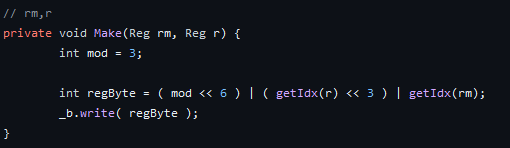 // rm,r
private void Make(Reg rm, Reg r) {
int mod = 3;
int regByte = ( mod << 6 ) | ( getIdx(r) << 3 ) | getIdx(rm);
_b.write( regByte );
}